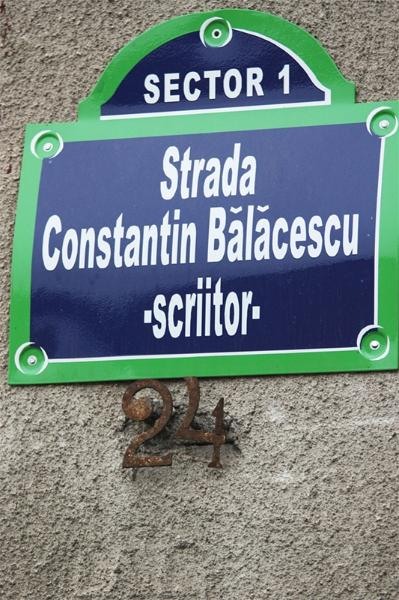 SECTOR 1
Strada
Constantin Bălăcescu
-scriitor-
24